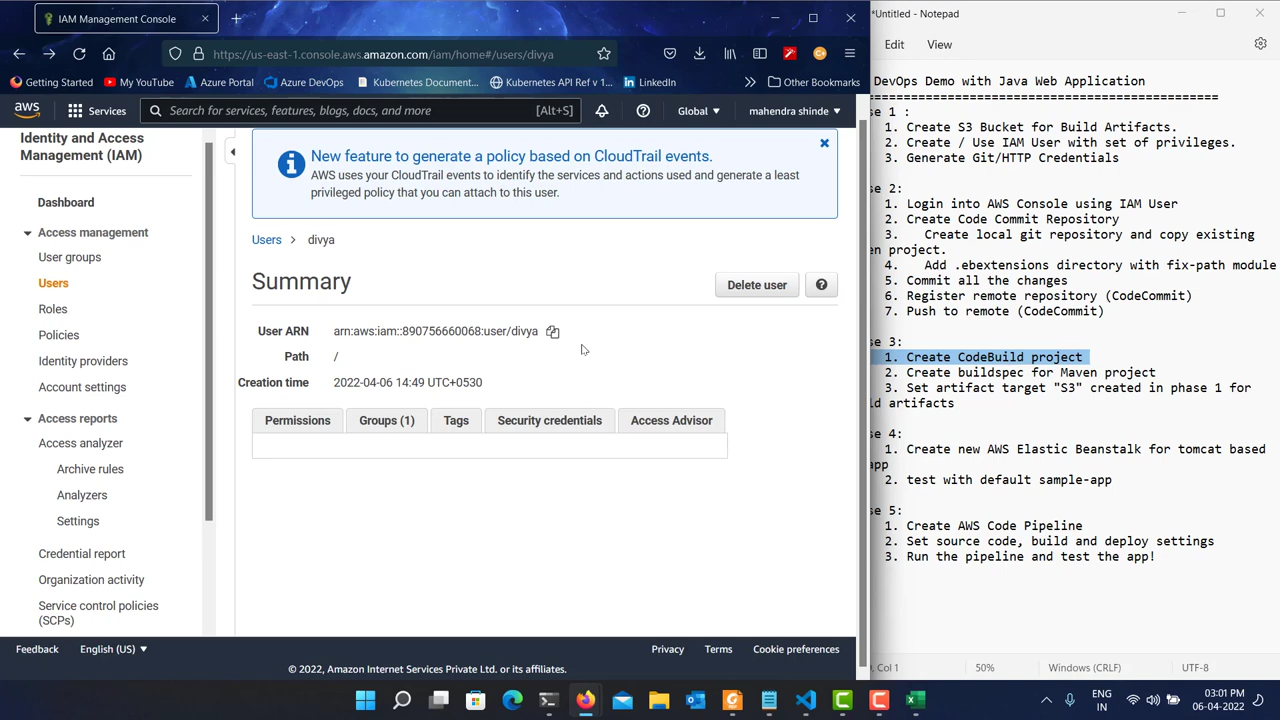 IAM Management Console
https://us-east-1.console.aws.amazon.com/iam/home#/users/divya
Getting Started
My YouTube
Azure Portal
Azure DevOps
Kubernetes Document...
Kubernetes API Ref v 1...
LinkedIn
Other Bookmarks
aws
Services
Search for services, features, blogs, docs, and more
[Alt+S]
Global
mahendra shinde
Identity and Access
Management (IAM)
Dashboard
Access management
User groups
Users
Roles
Policies
Identity providers
Account settings
Access reports
Access analyzer
Archive rules
Analyzers
Settings
Credential report
Organization activity
Service control policies
(SCPs)
New feature to generate a policy based on CloudTrail events.
AWS uses your CloudTrail events to identify the services and actions used and generate a least
privileged policy that you can attach to this user.
Users > divya
Summary
Delete user
User ARN arn:aws:iam::890756660068:user/divya
Path /
Creation time 2022-04-06 14:49 UTC+0530
Permissions
Groups (1)
Tags
Security credentials
Access Advisor
Feedback
English (US)
Privacy
Terms
Cookie preferences
© 2022, Amazon Internet Services Private Ltd. or its affiliates.
*Untitled - Notepad
Edit
View
DevOps Demo with Java Web Application
==========================================
se 1 :
1. Create S3 Bucket for Build Artifacts.
2. Create / Use IAM User with set of privileges.
3. Generate Git/HTTP Credentials
se 2:
1. Login into AWS Console using IAM User
2. Create Code Commit Repository
3. Create local git repository and copy existing
en project.
4. Add .ebextensions directory with fix-path module
5. Commit all the changes
6. Register remote repository (CodeCommit)
7. Push to remote (CodeCommit)
se 3:
1. Create CodeBuild project
2. Create buildspec for Maven project
3. Set artifact target "S3" created in phase 1 for
ld artifacts
se 4:
1. Create new AWS Elastic Beanstalk for tomcat based
app
2. test with default sample-app
se 5:
1. Create AWS Code Pipeline
2. Set source code, build and deploy settings
3. Run the pipeline and test the app!
, Col 1
50%
Windows (CRLF)
UTF-8
ENG
IN
03:01 PM
06-04-2022